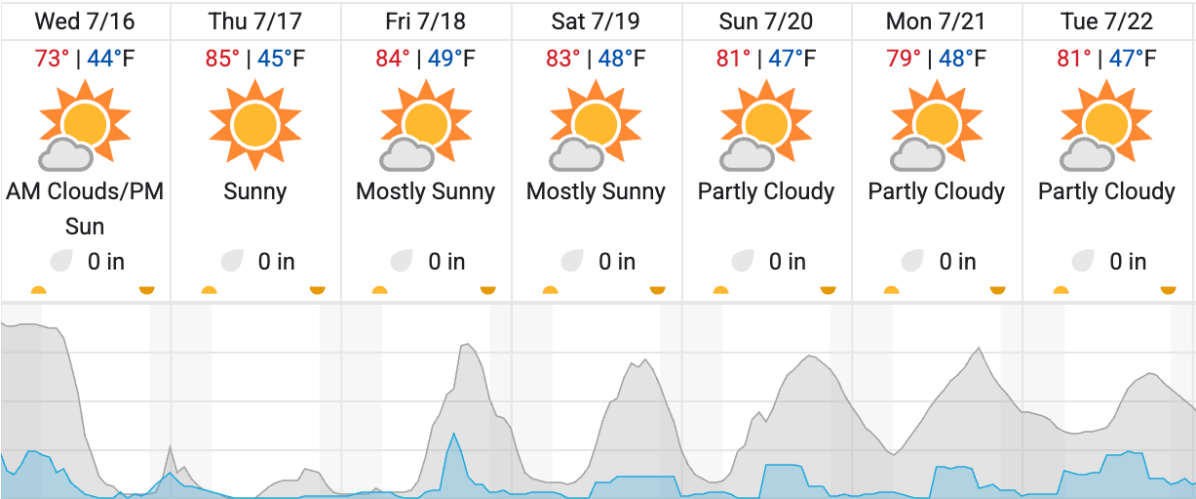 Wed 7/16 Thu 7/17 Fri 7/18 Sat 7/19 Sun 7/20 Mon 7/21 Tue 7/22
73° | 44°F 85° | 45°F 84° | 49°F 83° | 48°F 81° | 47°F 79° | 48°F 81° | 47°F
AM Clouds/PM Sunny Mostly Sunny Mostly Sunny Partly Cloudy Partly Cloudy Partly Cloudy
Sun
0 in 0 in 0 in 0 in 0 in 0 in 0 in